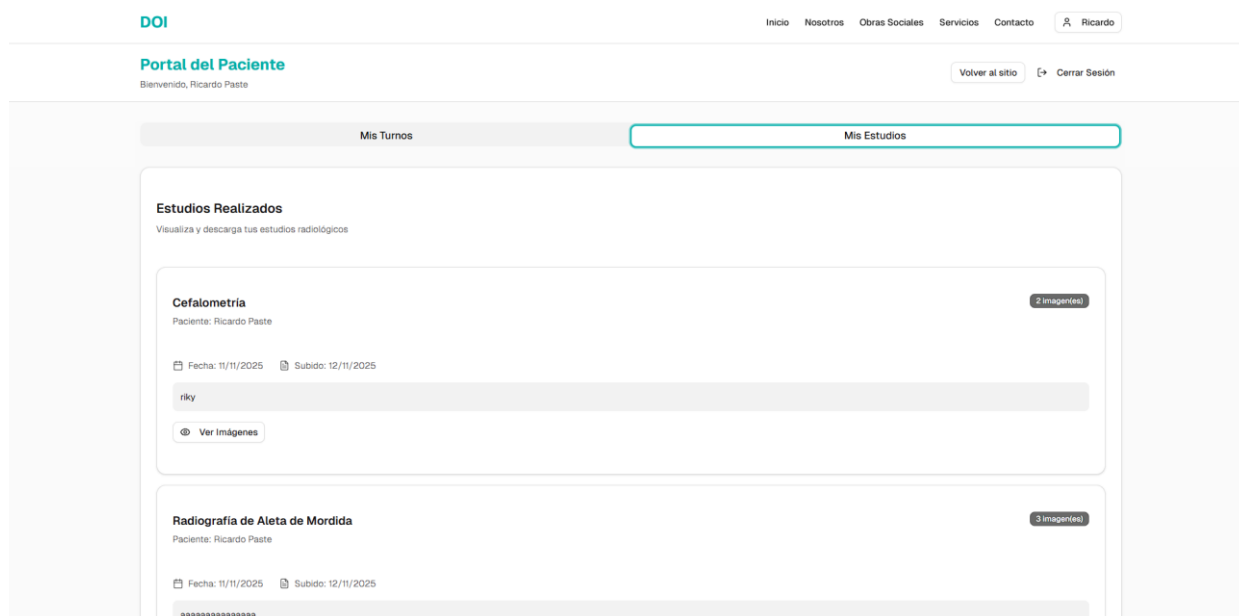 DOI
Inicio Nosotros Obras Sociales Servicios Contacto Ricardo
Portal del Paciente
Bienvenido, Ricardo Paste
Volver al sitio Cerrar Sesión
Mis Turnos Mis Estudios
Estudios Realizados
Visualiza y descarga tus estudios radiológicos
Cefalometría
2 Imagen(es)
Paciente: Ricardo Paste
Fecha: 11/11/2025 Subido: 12/11/2025
riky
Ver Imágenes
Radiografía de Aleta de Mordida
3 Imagen(es)
Paciente: Ricardo Paste
Fecha: 11/11/2025 Subido: 12/11/2025